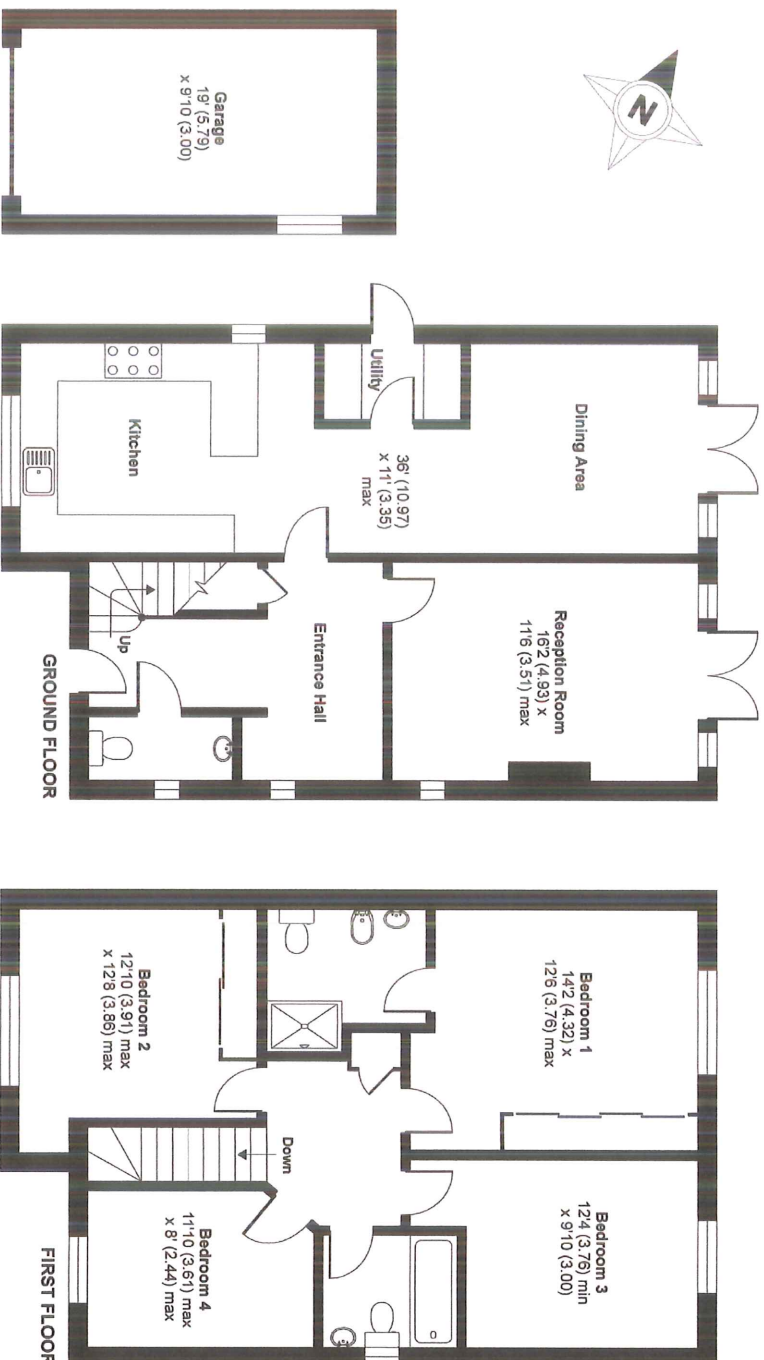 N
Garage
19' (5.79)
x 9'10 (3.00)
Utility
Dining Area
36' (10.97)
x 11' (3.35)
max
Kitchen
Reception Room
16'2 (4.93) x
11'6 (3.51) max
Entrance Hall
Up
GROUND FLOOR
Bedroom 1
14'2 (4.32) x
12'6 (3.76) max
Bedroom 2
12'10 (3.91) max
x 12'8 (3.86) max
Down
Bedroom 3
12'4 (3.76) min
x 9'10 (3.00)
Bedroom 4
11'10 (3.61) max
x 8' (2.44) max
FIRST FLOOR